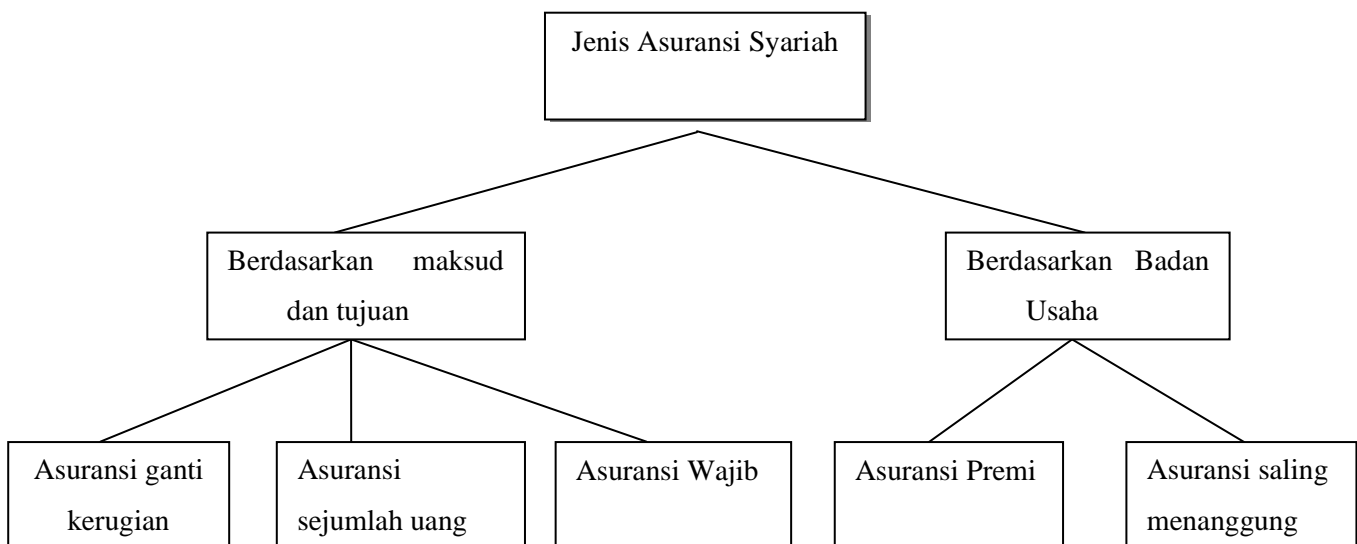 Jenis Asuransi Syariah
Berdasarkan maksud
dan tujuan
Berdasarkan Badan
Usaha
Asuransi ganti
kerugian
Asuransi
sejumlah uang
Asuransi Wajib
Asuransi Premi
Asuransi saling
menanggung